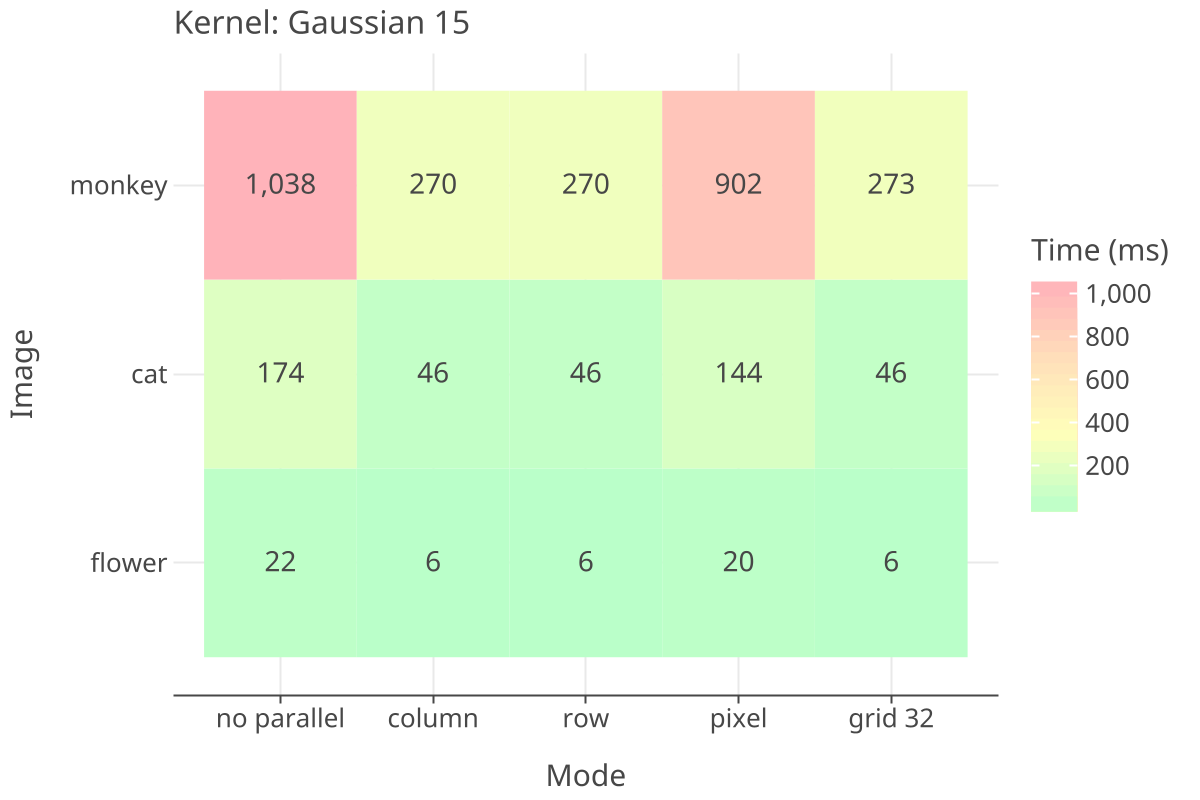 Kernel: Gaussian 15
monkey 1,038 270 270 902 273
cat 174 46 46 144 46
flower 22 6 6 20 6
no parallel column row pixel grid 32
Mode
Image
Time (ms)
1,000
800
600
400
200